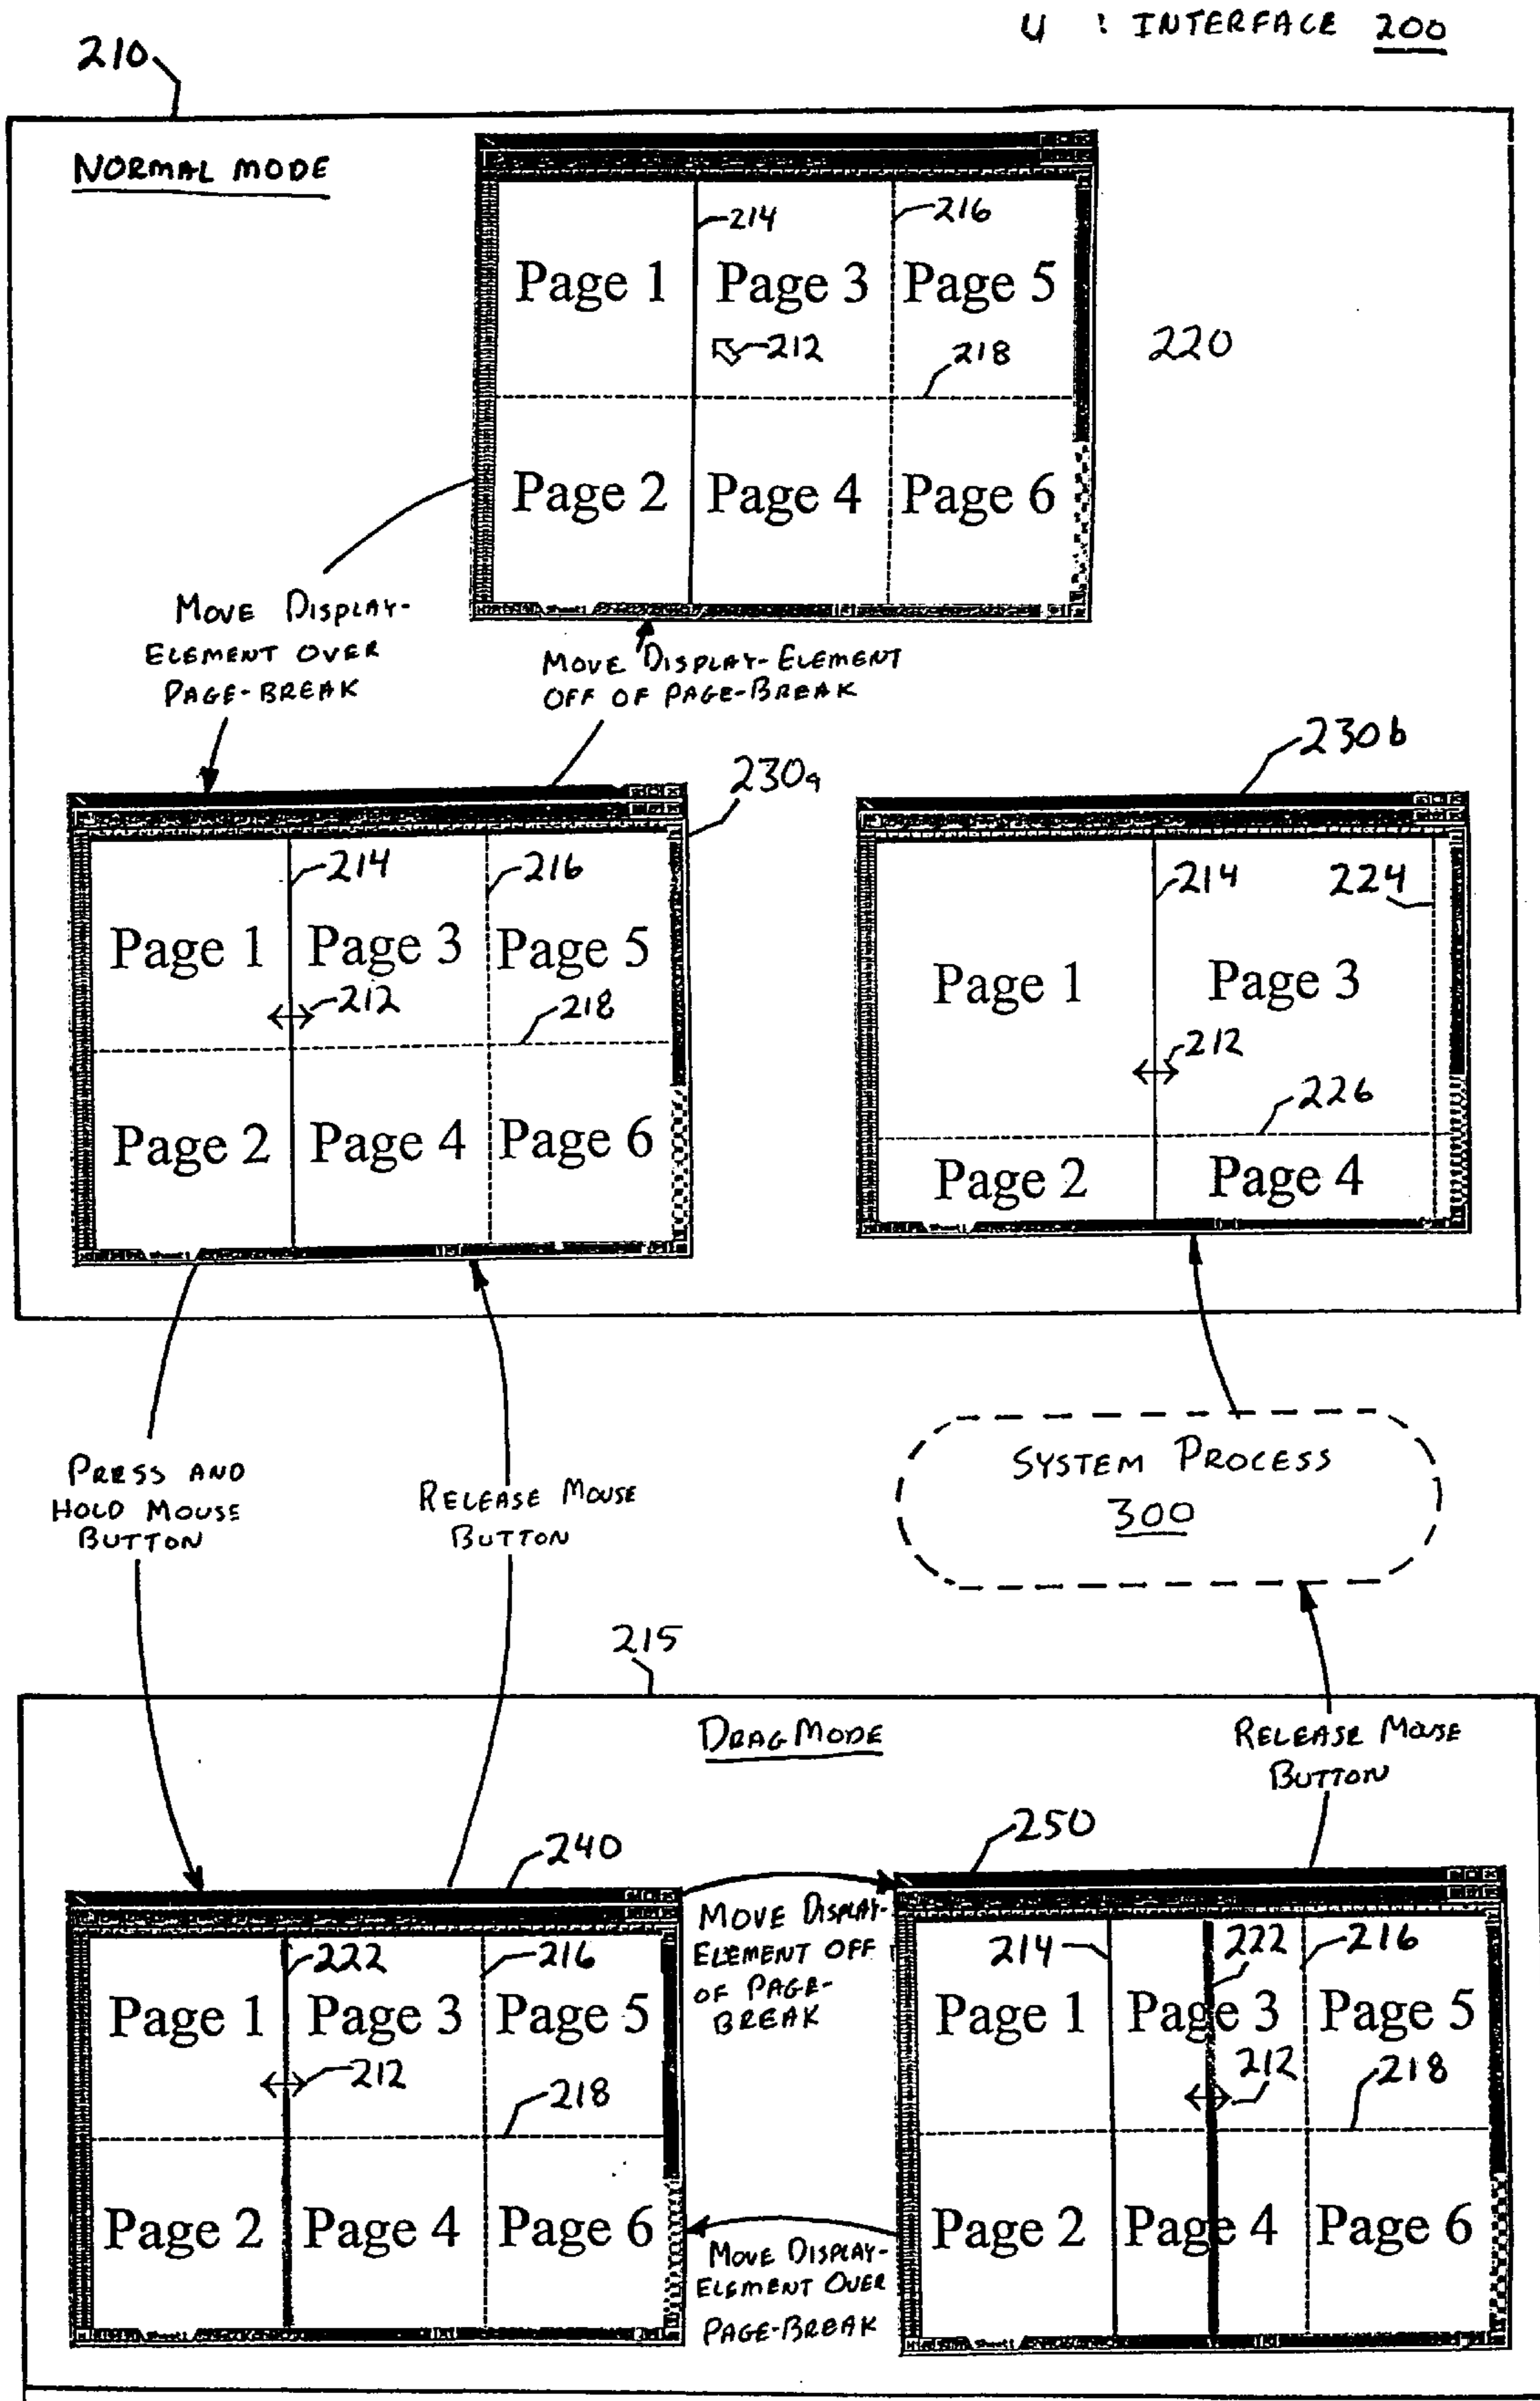 : INTERFACE 200
210
NORMAL MODE
214
216
Page 1
Page 3
Page 5
212
218
220
Page 2
Page 4
Page 6
Sheet1
MOVE DISPLAY-
ELEMENT OVER
PAGE-BREAK
MOVE DISPLAY-ELEMENT
OFF OF PAGE-BREAK
230a
230b
214
216
Page 1
Page 3
Page 5
212
218
Page 2
Page 4
Page 6
Sheet1
214
224
Page 1
Page 3
212
226
Page 2
Page 4
Sheet1
PRESS AND
HOLD MOUSE
BUTTON
RELEASE MOUSE
BUTTON
SYSTEM PROCESS
300
215
DRAG MODE
RELEASE MOUSE
BUTTON
240
250
222
216
Page 1
Page 3
Page 5
212
218
Page 2
Page 4
Page 6
Sheet1
MOVE DISPLAY-
ELEMENT OFF
OF PAGE-
BREAK
MOVE DISPLAY-
ELEMENT OVER
PAGE-BREAK
214
222
216
Page 1
Page 3
Page 5
212
218
Page 2
Page 4
Page 6
Sheet1